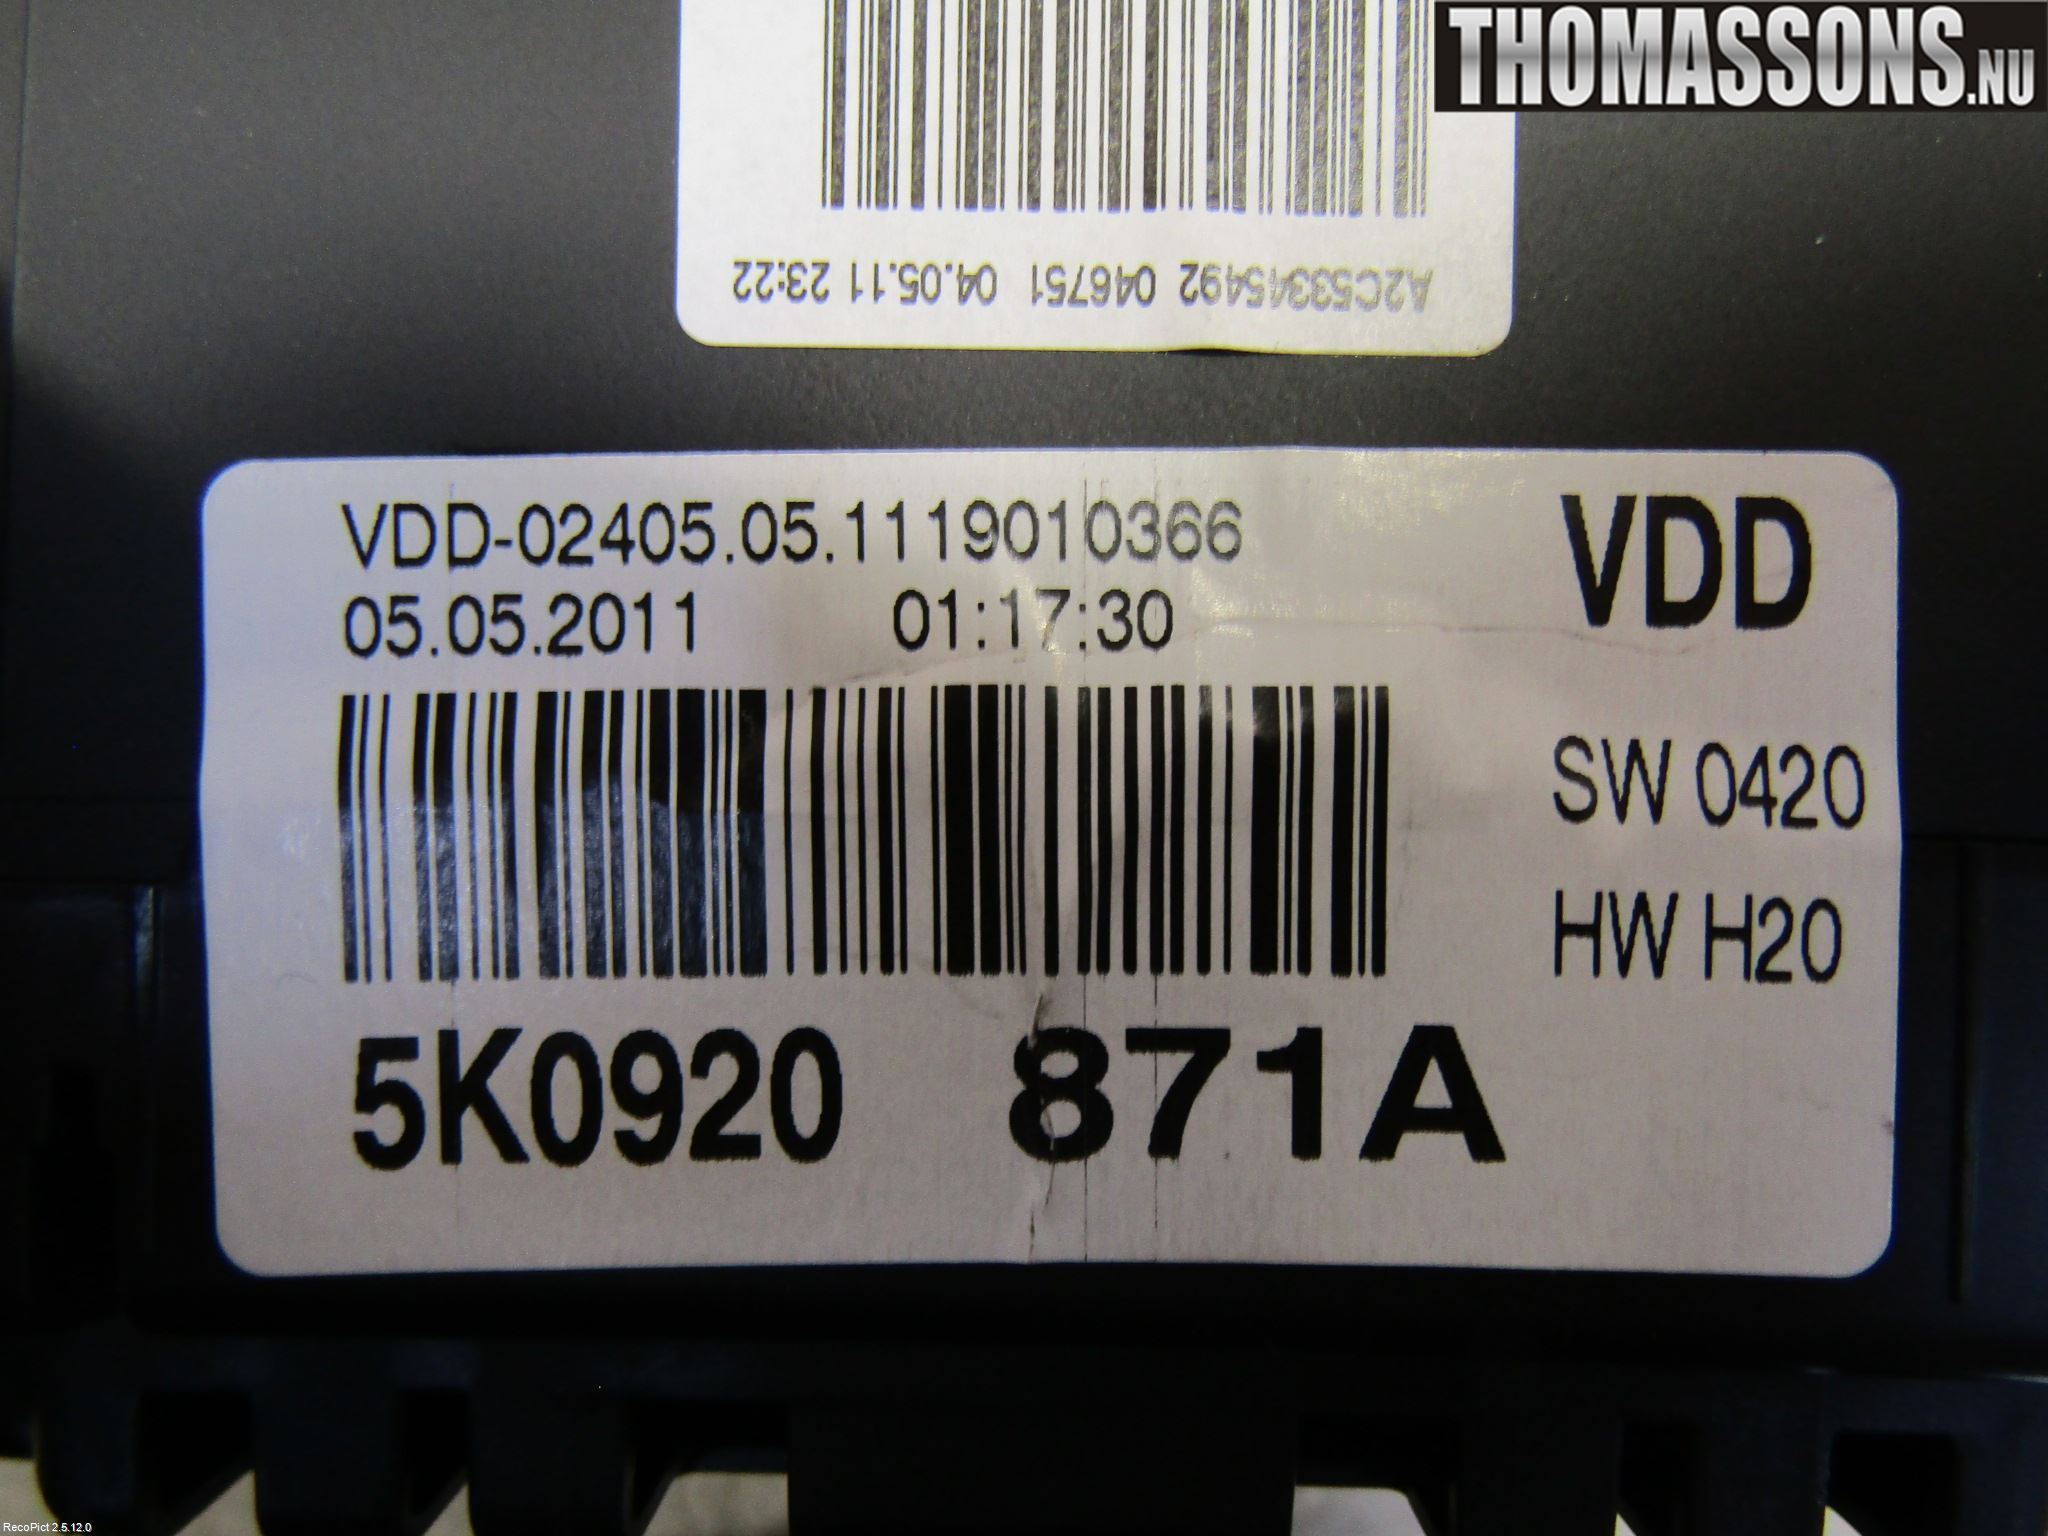 THOMASSONS.NU
A2C53345492 046751 04.05.11 23:22
VDD-02405.05.1119010366
05.05.2011 01:17:30
VDD
SW 0420
HW H20
5K0920 871A
RecoPict 2.5.12.0